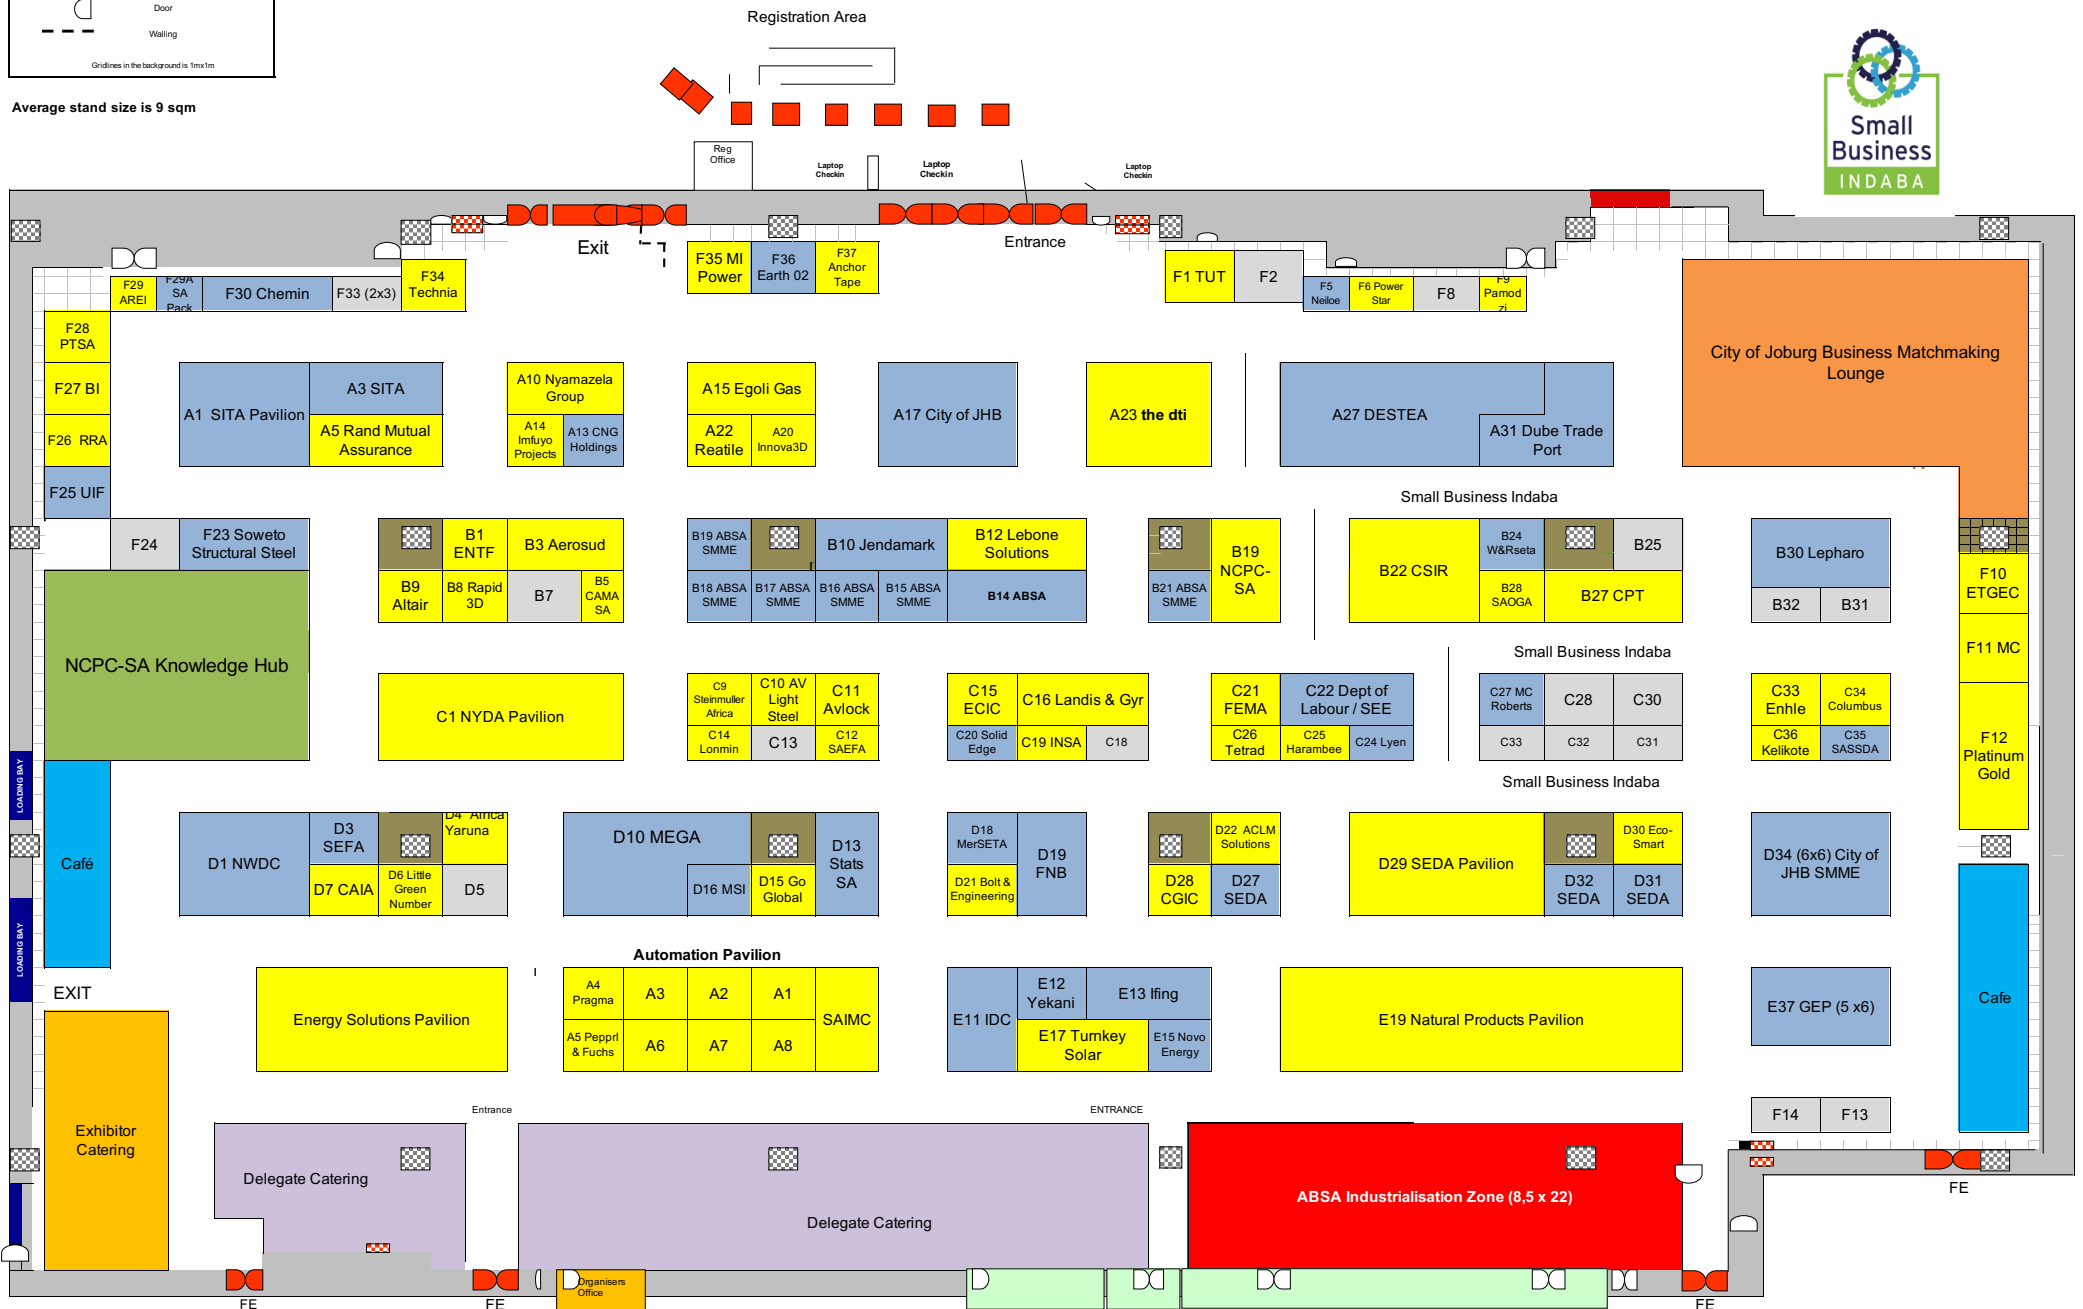 Door
Walling
Gridlines in the background is 1mx1m
Average stand size is 9 sqm
Registration Area
Small
Business
INDABA
Reg
Office
Laptop
Checkin
Laptop
Checkin
Laptop
Checkin
Exit
Entrance
F35 MI
Power
F36
Earth 02
F37
Anchor
Tape
F1 TUT
F2
F29
AREI
F29A
SA
Pack
F30 Chemin
F33 (2x3)
F34
Technia
F5
Neiloe
F6 Power
Star
F8
F9
Pamod
zi
F28
PTSA
F27 BI
F26 RRA
F25 UIF
A1 SITA Pavilion
A3 SITA
A5 Rand Mutual
Assurance
A10 Nyamazela
Group
A14
Imfuyo
Projects
A13 CNG
Holdings
A15 Egoli Gas
A22
Reatile
A20
Innova3D
A17 City of JHB
A23 the dti
A27 DESTEA
A31 Dube Trade
Port
City of Joburg Business Matchmaking
Lounge
Small Business Indaba
F24
F23 Soweto
Structural Steel
B1
ENTF
B3 Aerosud
B9
Altair
B8 Rapid
3D
B7
B5
CAMA
SA
B19 ABSA
SMME
B10 Jendamark
B12 Lebone
Solutions
B18 ABSA
SMME
B17 ABSA
SMME
B16 ABSA
SMME
B15 ABSA
SMME
B14 ABSA
B21 ABSA
SMME
B19
NCPC-
SA
B22 CSIR
B24
W&Rseta
B25
B28
SAOGA
B27 CPT
B30 Lepharo
B32
B31
F10
ETGEC
F11 MC
F12
Platinum
Gold
NCPC-SA Knowledge Hub
Small Business Indaba
C1 NYDA Pavilion
C9
Steinmuller
Africa
C10 AV
Light
Steel
C11
Avlock
C14
Lonmin
C13
C12
SAEFA
C15
ECIC
C16 Landis & Gyr
C20 Solid
Edge
C19 INSA
C18
C21
FEMA
C22 Dept of
Labour / SEE
C26
Tetrad
C25
Harambee
C24 Lyen
C27 MC
Roberts
C28
C30
C33
C32
C31
C33
Enhle
C34
Columbus
C36
Kelikote
C35
SASSDA
Small Business Indaba
LOADING BAY
LOADING BAY
Café
D1 NWDC
D3
SEFA
D4 Africa
Yaruna
D7 CAIA
D6 Little
Green
Number
D5
D10 MEGA
D16 MSI
D15 Go
Global
D13
Stats
SA
D18
MerSETA
D19
FNB
D21 Bolt &
Engineering
D22 ACLM
Solutions
D28
CGIC
D27
SEDA
D29 SEDA Pavilion
D30 Eco-
Smart
D32
SEDA
D31
SEDA
D34 (6x6) City of
JHB SMME
Automation Pavilion
EXIT
Energy Solutions Pavilion
A4
Pragma
A3
A2
A1
SAIMC
A5 Pepprl
& Fuchs
A6
A7
A8
E11 IDC
E12
Yekani
E13 Ifing
E17 Turnkey
Solar
E15 Novo
Energy
E19 Natural Products Pavilion
E37 GEP (5 x6)
Cafe
F14
F13
Entrance
ENTRANCE
Exhibitor
Catering
Delegate Catering
Delegate Catering
ABSA Industrialisation Zone (8,5 x 22)
FE
Organisers
Office
FE
FE
FE